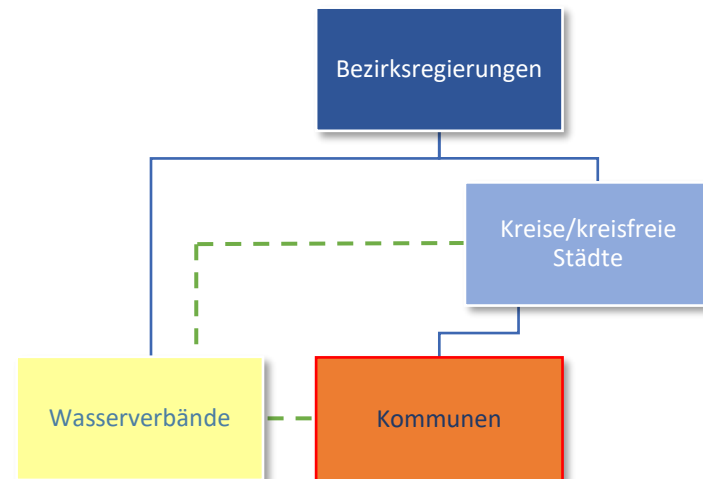 Bezirksregierungen
Kreise/kreisfreie
Städte
Wasserverbände
Kommunen